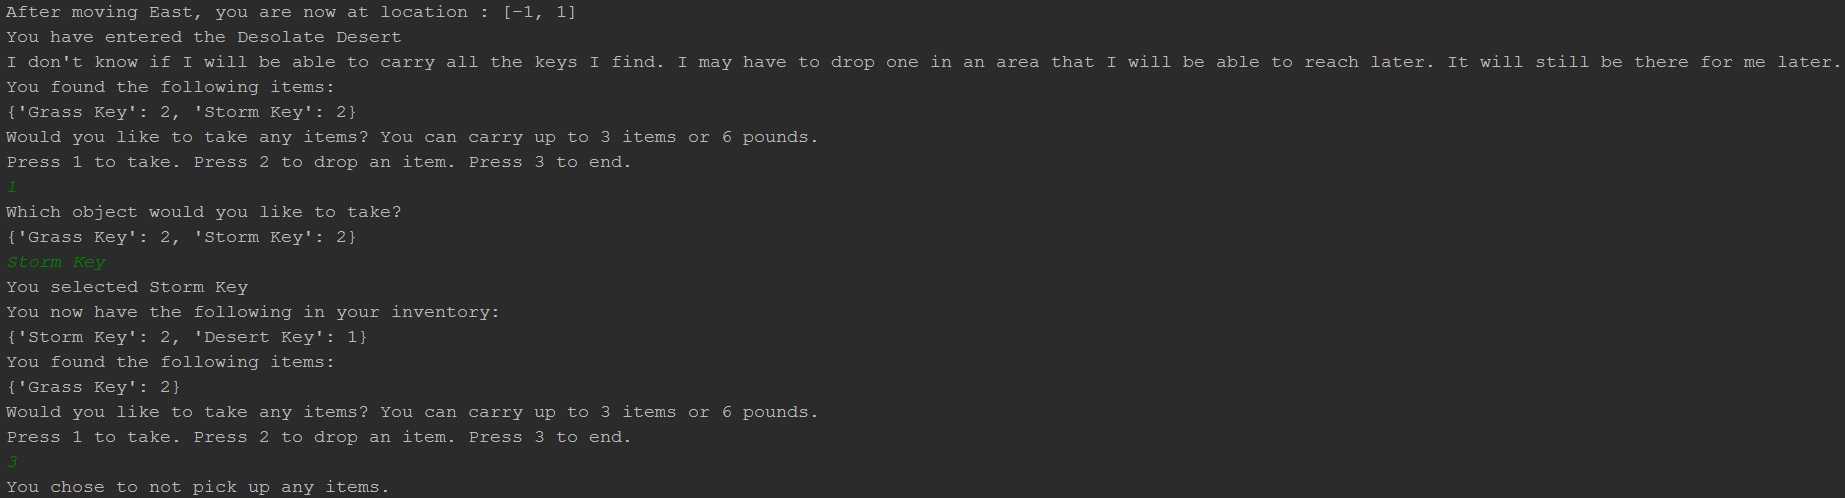 After moving East, you are now at location : [-1, 1]
You have entered the Desolate Desert
I don't know if I will be able to carry all the keys I find. I may have to drop one in an area that I will be able to reach later. It will still be there for me later.
You found the following items:
{'Grass Key': 2, 'Storm Key': 2}
Would you like to take any items? You can carry up to 3 items or 6 pounds.
Press 1 to take. Press 2 to drop an item. Press 3 to end.
1
Which object would you like to take?
{'Grass Key': 2, 'Storm Key': 2}
Storm Key
You selected Storm Key
You now have the following in your inventory:
{'Storm Key': 2, 'Desert Key': 1}
You found the following items:
{'Grass Key': 2}
Would you like to take any items? You can carry up to 3 items or 6 pounds.
Press 1 to take. Press 2 to drop an item. Press 3 to end.
3
You chose to not pick up any items.